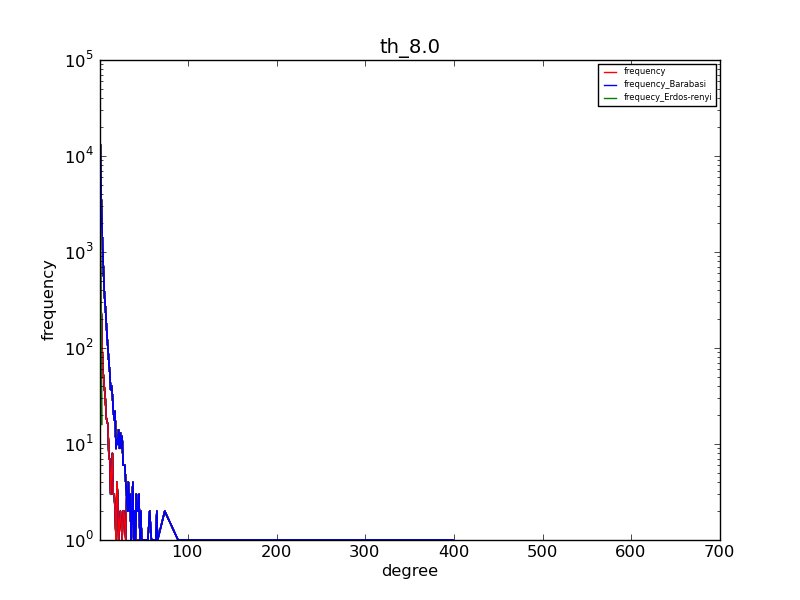 th_8.0
10^5
frequency
frequency_Barabasi
frequecy_Erdos-renyi
10^4
10^3
10^2
10^1
10^0
frequency
100 200 300 400 500 600 700
degree